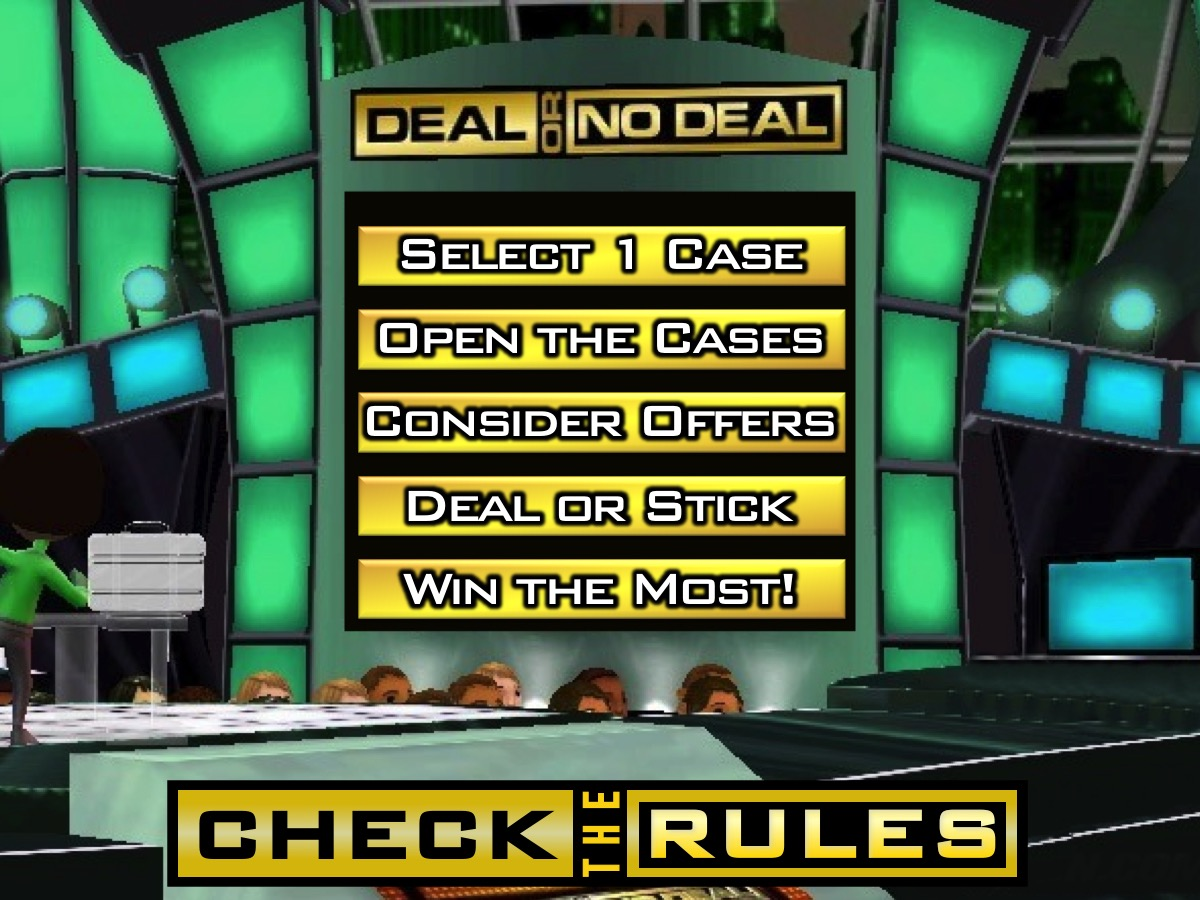 DEAL OR NO DEAL
SELECT 1 CASE
OPEN THE CASES
CONSIDER OFFERS
DEAL OR STICK
WIN THE MOST!
CHECK THE RULES